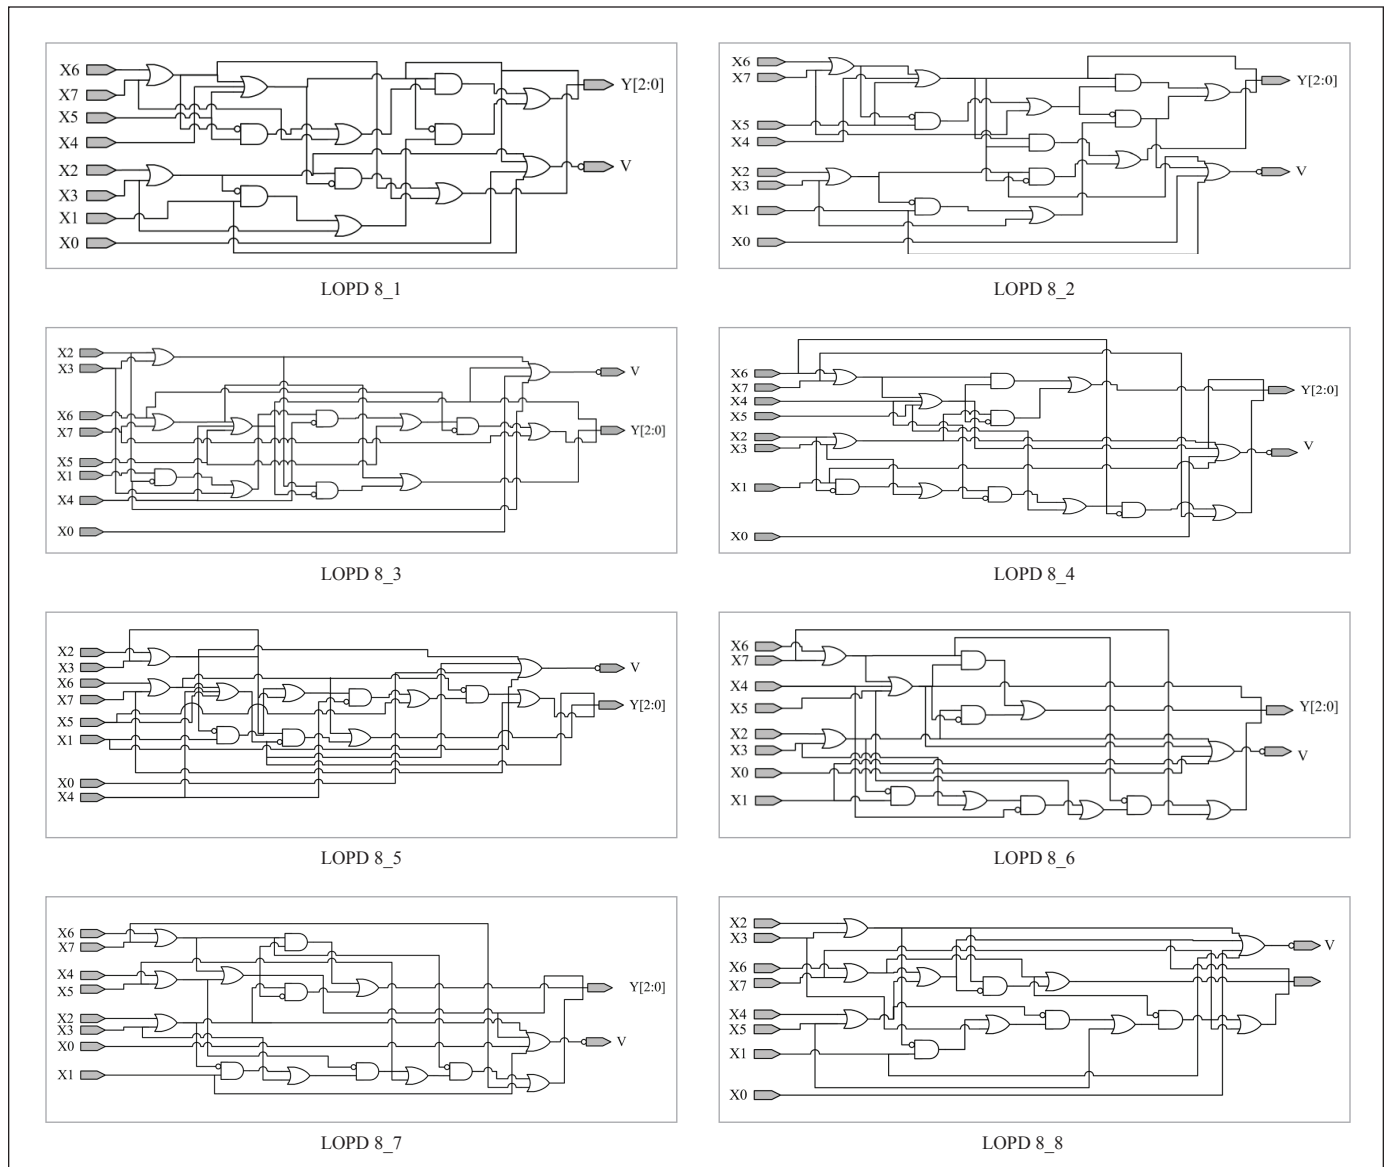 X6
X7
X5
X4
X2
X3
X1
X0
Y[2:0]
V
LOPD 8_1
X6
X7
X5
X4
X2
X3
X1
X0
Y[2:0]
V
LOPD 8_2
X2
X3
X6
X7
X5
X1
X4
X0
V
Y[2:0]
LOPD 8_3
X6
X7
X4
X5
X2
X3
X1
X0
Y[2:0]
V
LOPD 8_4
X2
X3
X6
X7
X5
X1
X0
X4
V
Y[2:0]
LOPD 8_5
X6
X7
X4
X5
X2
X3
X0
X1
Y[2:0]
V
LOPD 8_6
X6
X7
X4
X5
X2
X3
X0
X1
Y[2:0]
V
LOPD 8_7
X2
X3
X6
X7
X4
X5
X1
X0
V
LOPD 8_8